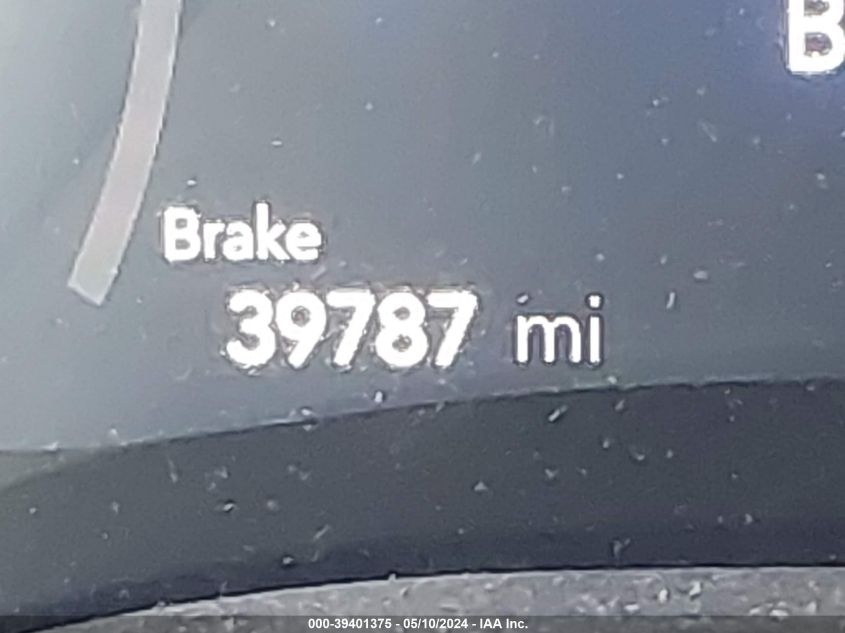 B
Brake
39787 mi
000-39401375 - 05/10/2024 - IAA Inc.